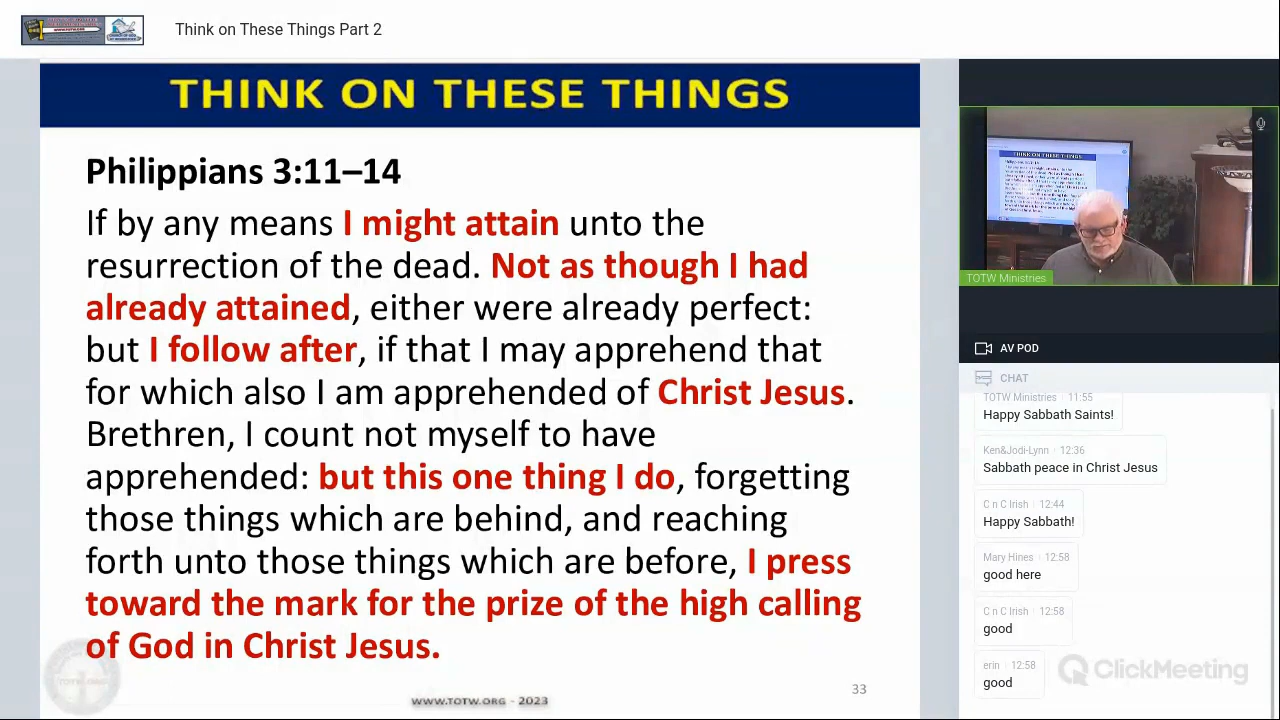 Think on These Things Part 2
THINK ON THESE THINGS
Philippians 3:11–14
If by any means I might attain unto the
resurrection of the dead. Not as though I had
already attained, either were already perfect:
but I follow after, if that I may apprehend that
for which also I am apprehended of Christ Jesus.
Brethren, I count not myself to have
apprehended: but this one thing I do, forgetting
those things which are behind, and reaching
forth unto those things which are before, I press
toward the mark for the prize of the high calling
of God in Christ Jesus.
WWW.TOTW.ORG - 2023
33
THINK ON THESE THINGS
TOTW Ministries
AV POD
CHAT
TOTW Ministries 11:55
Happy Sabbath Saints!
Ken&Jodi-Lynn 12:36
Sabbath peace in Christ Jesus
C n C Irish 12:44
Happy Sabbath!
Mary Hines 12:58
good here
C n C Irish 12:58
good
erin 12:58
good
ClickMeeting